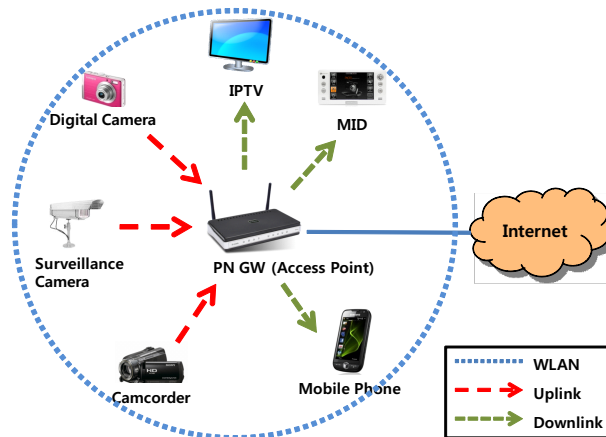 IPTV
MID
Digital Camera
Internet
Surveillance
Camera
PN GW (Access Point)
Camcorder
Mobile Phone
WLAN
Uplink
Downlink